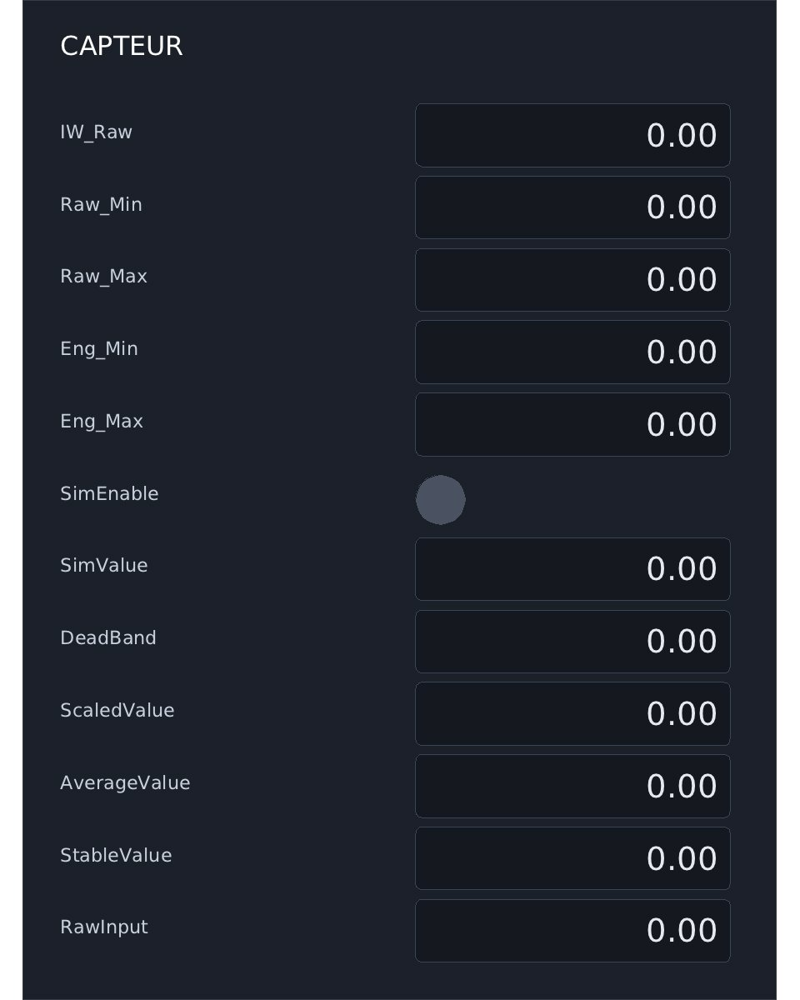 CAPTEUR
IW_Raw 0.00
Raw_Min 0.00
Raw_Max 0.00
Eng_Min 0.00
Eng_Max 0.00
SimEnable
SimValue 0.00
DeadBand 0.00
ScaledValue 0.00
AverageValue 0.00
StableValue 0.00
RawInput 0.00